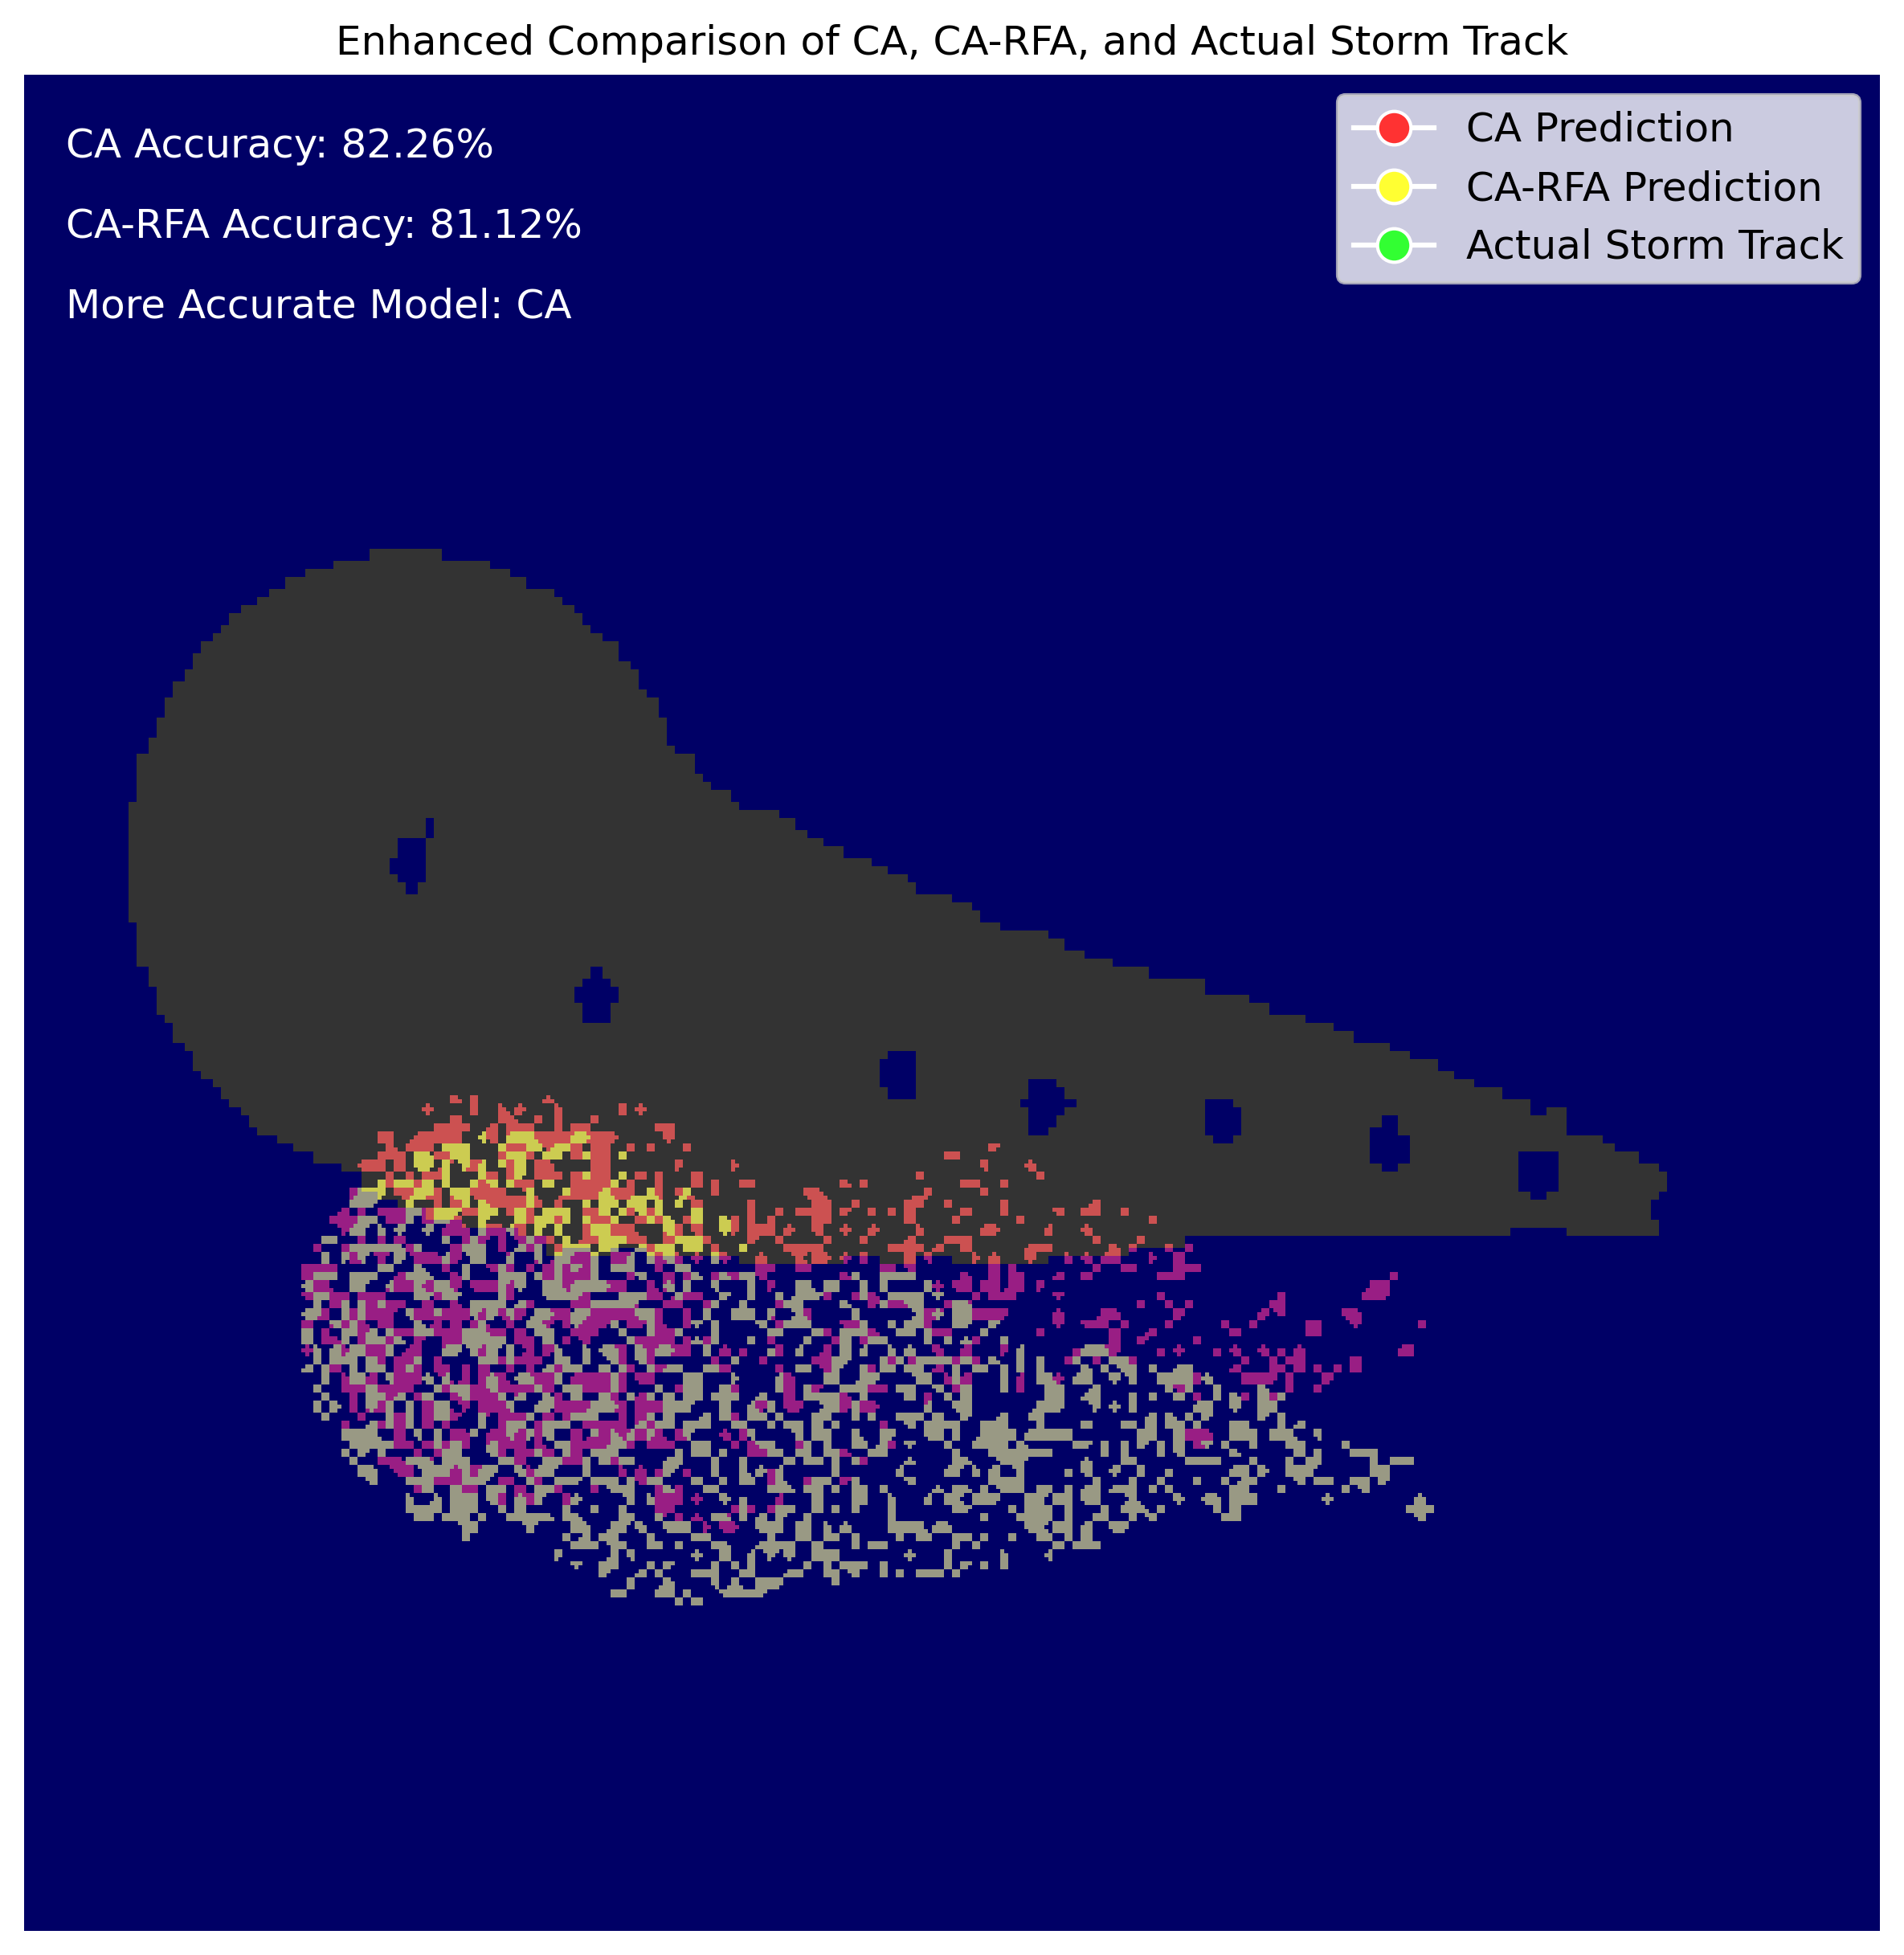 Enhanced Comparison of CA, CA-RFA, and Actual Storm Track
CA Accuracy: 82.26%
CA-RFA Accuracy: 81.12%
More Accurate Model: CA
CA Prediction
CA-RFA Prediction
Actual Storm Track